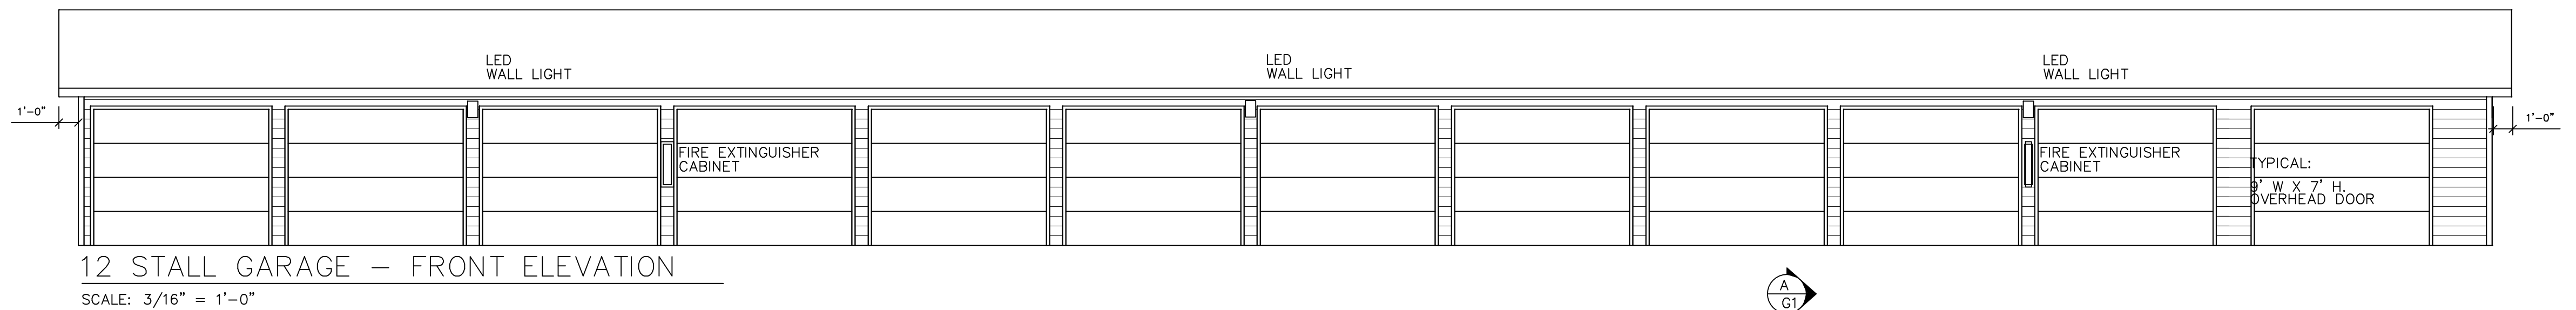 LED
WALL LIGHT
LED
WALL LIGHT
LED
WALL LIGHT
1'-0"
1'-0"
FIRE EXTINGUISHER
CABINET
FIRE EXTINGUISHER
CABINET
TYPICAL:
9' W X 7' H.
OVERHEAD DOOR
12 STALL GARAGE - FRONT ELEVATION
SCALE: 3/16" = 1'-0"
A
G1